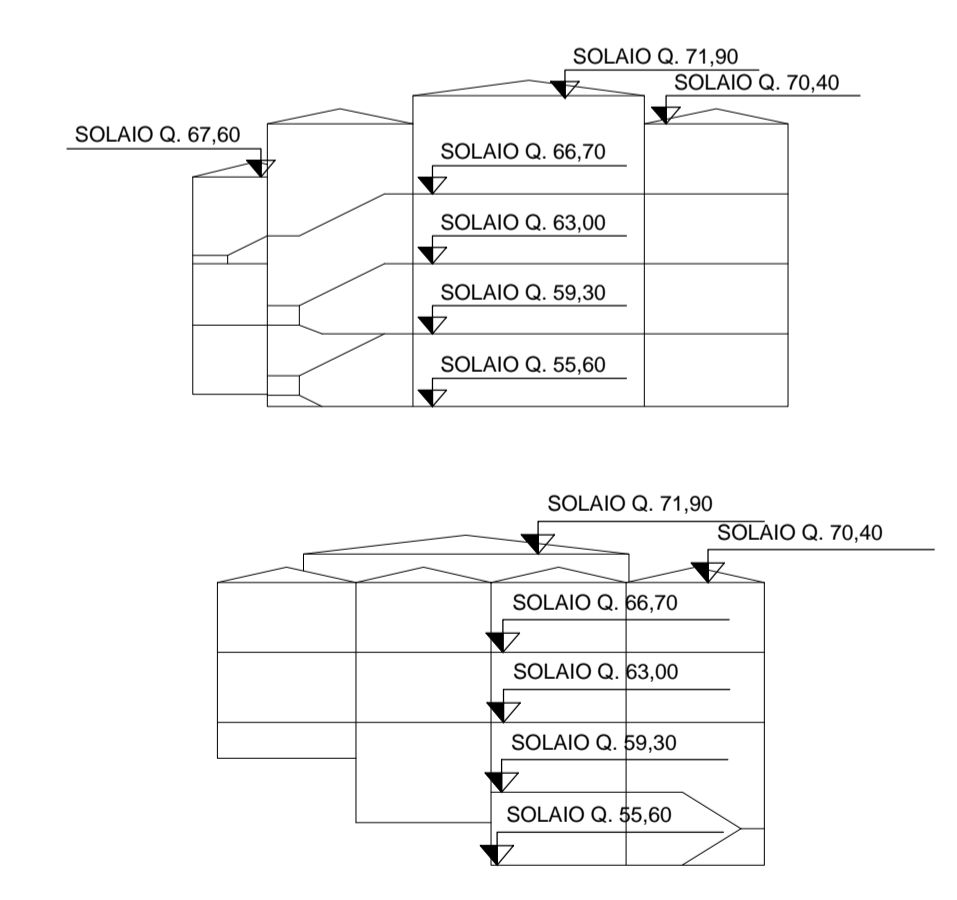 SOLAIO Q. 71,90
SOLAIO Q. 70,40
SOLAIO Q. 67,60
SOLAIO Q. 66,70
SOLAIO Q. 63,00
SOLAIO Q. 59,30
SOLAIO Q. 55,60
SOLAIO Q. 71,90
SOLAIO Q. 70,40
SOLAIO Q. 66,70
SOLAIO Q. 63,00
SOLAIO Q. 59,30
SOLAIO Q. 55,60